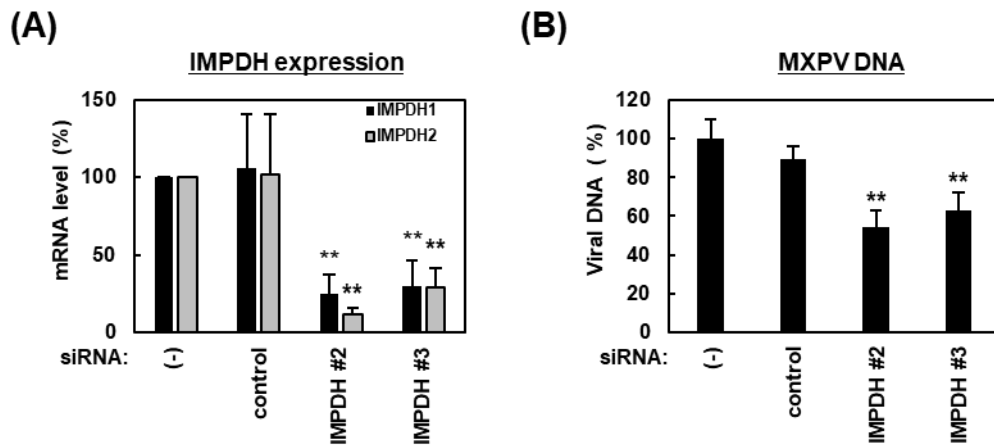 (A)
IMPDH expression
mRNA level (%)
150
100
50
0
IMPDH1
IMPDH2
** ** ** **
siRNA: (-) control IMPDH #2 IMPDH #3
(B)
MXPV DNA
Viral DNA ( %)
120
100
80
60
40
20
0
** **
siRNA: (-) control IMPDH #2 IMPDH #3